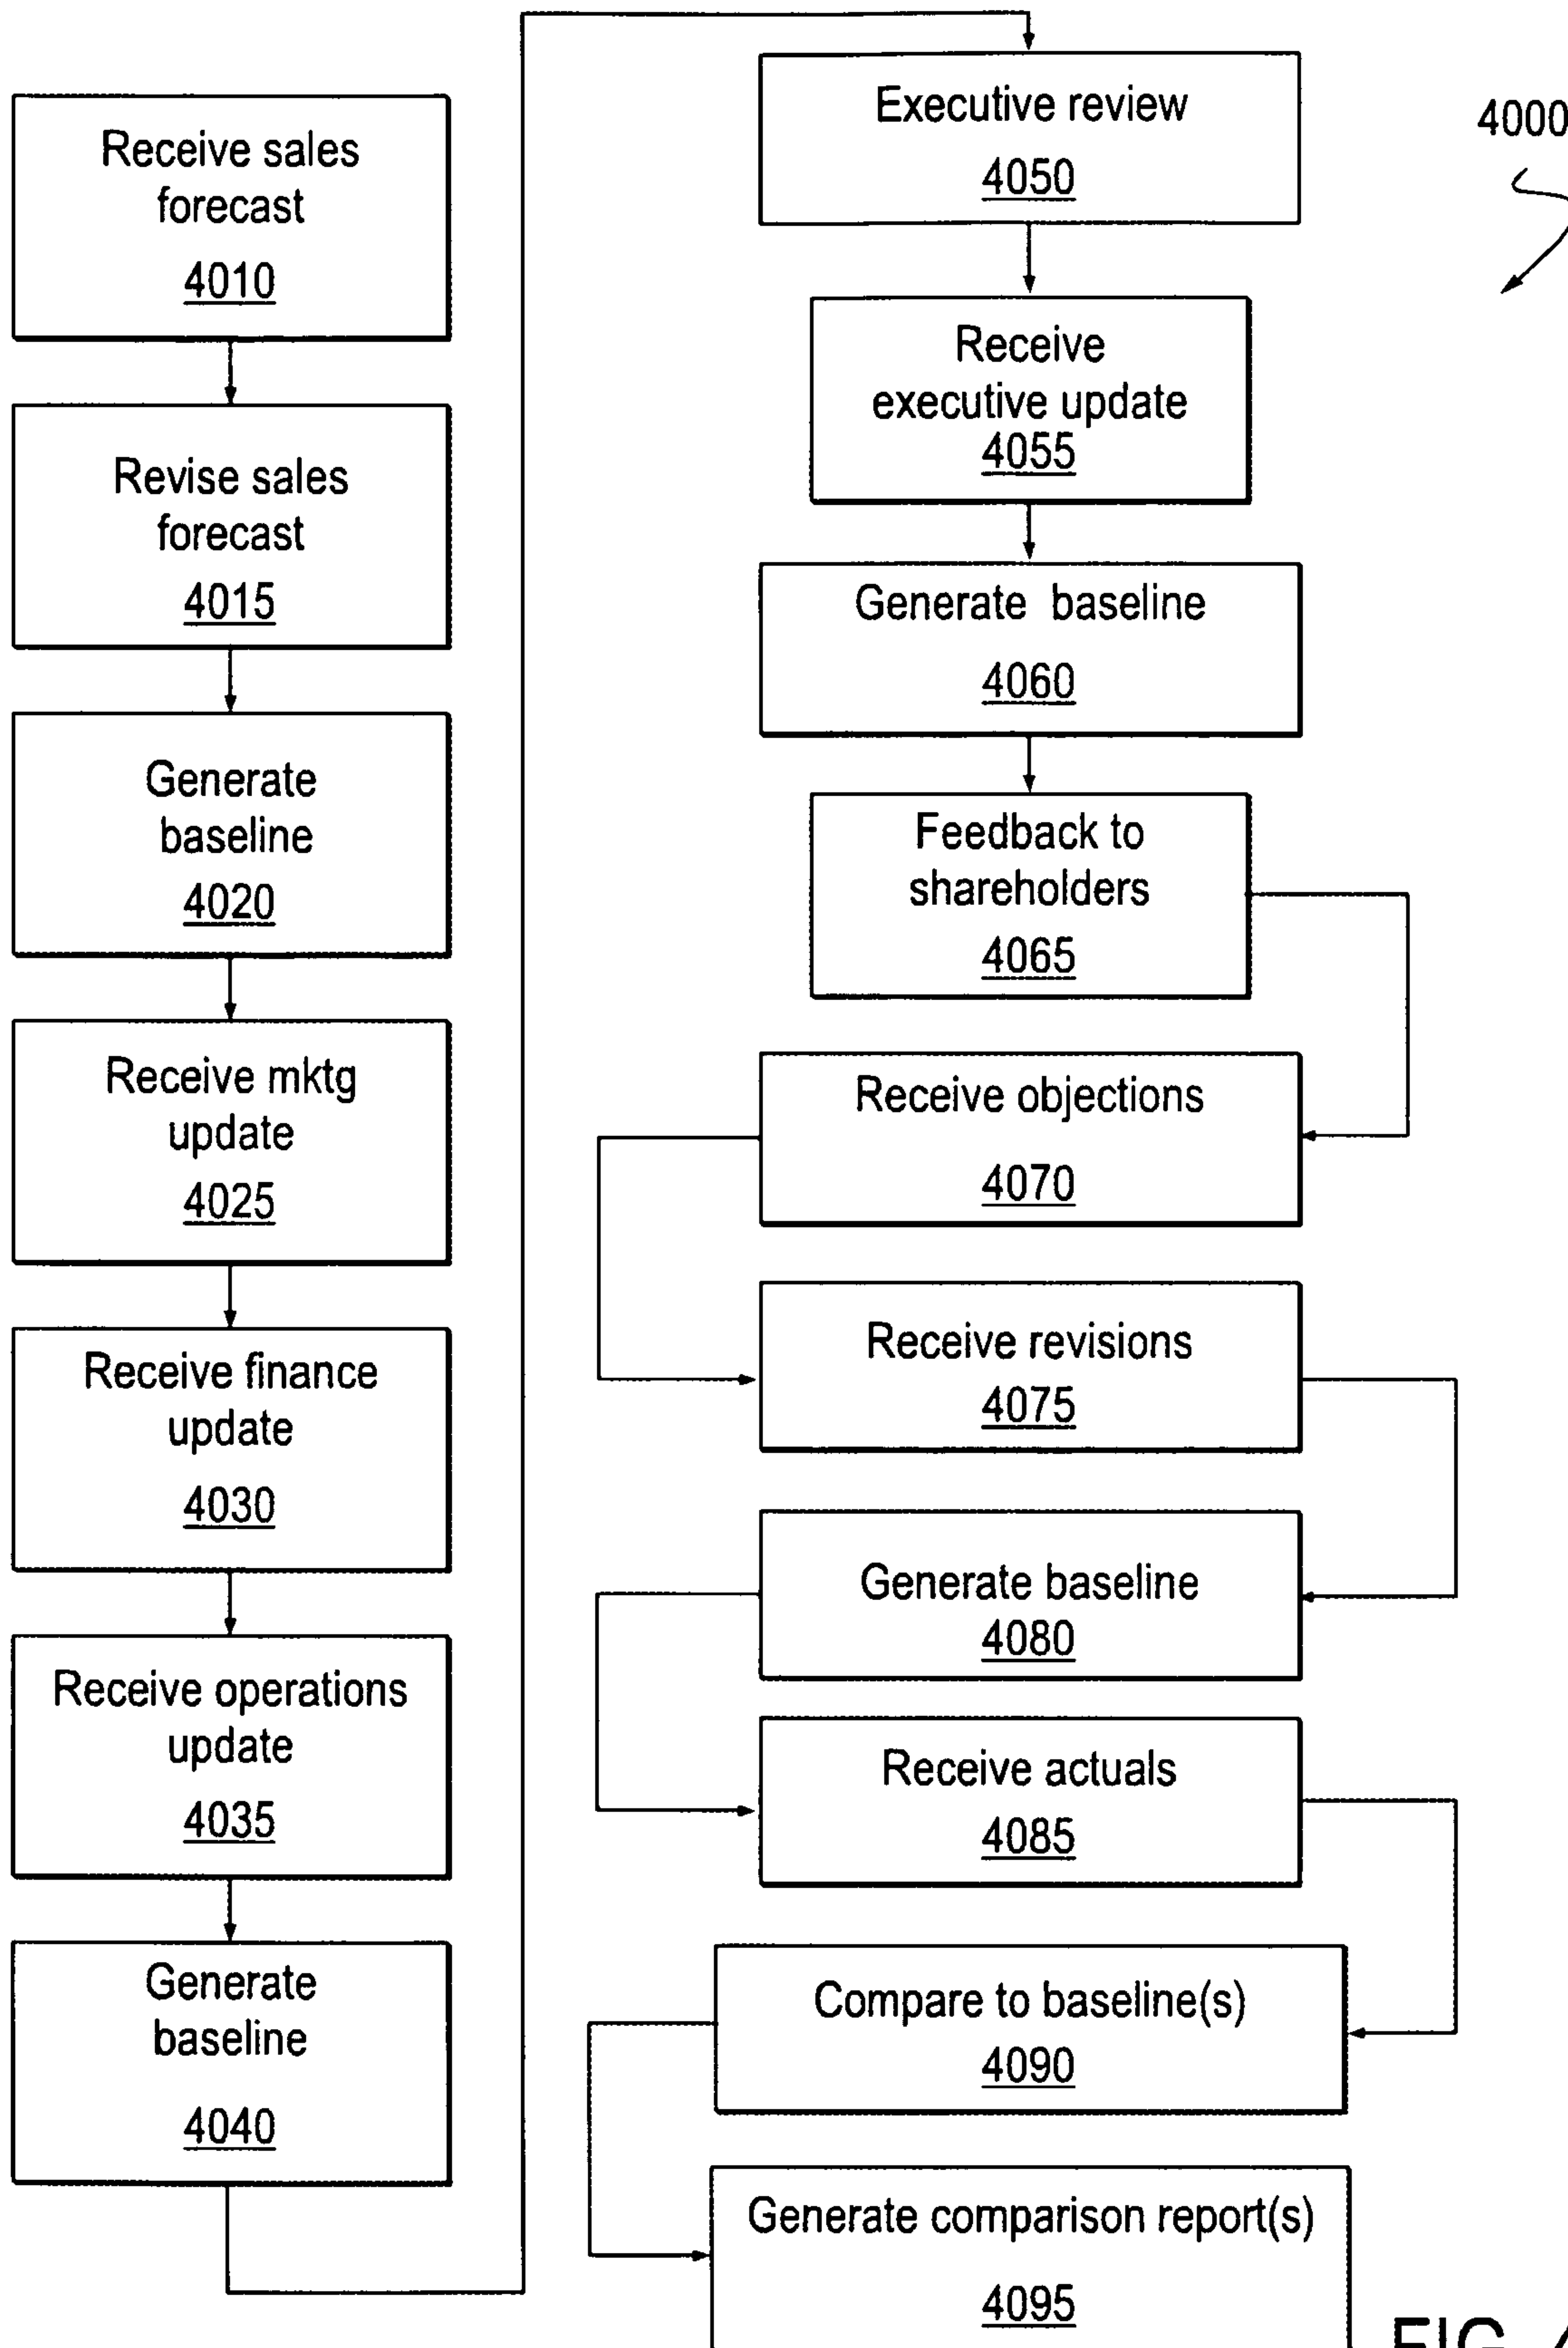 Receive sales
forecast
4010
Revise sales
forecast
4015
Generate
baseline
4020
Receive mktg
update
4025
Receive finance
update
4030
Receive operations
update
4035
Generate
baseline
4040
Executive review
4050
Receive
executive update
4055
Generate baseline
4060
Feedback to
shareholders
4065
Receive objections
4070
Receive revisions
4075
Generate baseline
4080
Receive actuals
4085
Compare to baseline(s)
4090
Generate comparison report(s)
4095
4000
FIG.